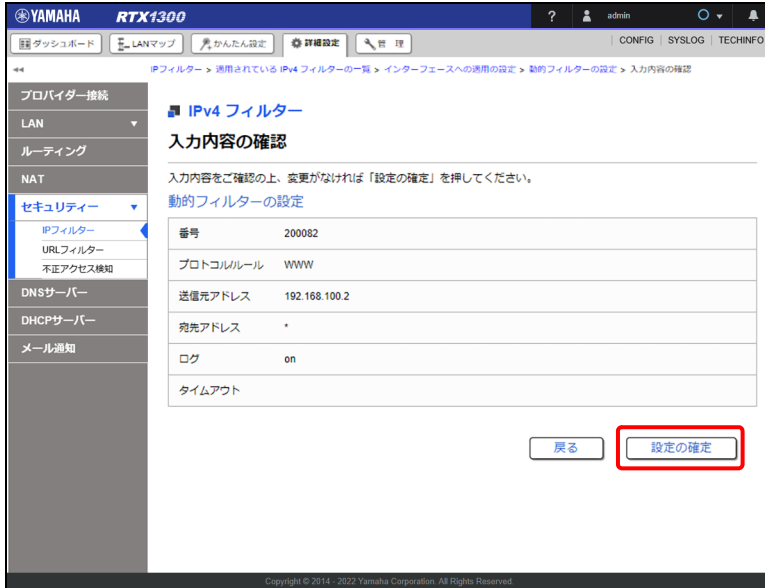 YAMAHA RTX1300 ? admin
ダッシュボード LANマップ かんたん設定 詳細設定 管 理 CONFIG SYSLOG TECHINFO
IPフィルター > 適用されている IPv4 フィルターの一覧 > インターフェースへの適用の設定 > 動的フィルターの設定 > 入力内容の確認
プロバイダー接続
LAN
ルーティング
NAT
セキュリティー
IPフィルター
URLフィルター
不正アクセス検知
DNSサーバー
DHCPサーバー
メール通知
IPv4 フィルター
入力内容の確認
入力内容をご確認の上、変更がなければ「設定の確定」を押してください。
動的フィルターの設定
番号 200082
プロトコル/ルール WWW
送信元アドレス 192.168.100.2
宛先アドレス *
ログ on
タイムアウト
戻る 設定の確定
Copyright © 2014 - 2022 Yamaha Corporation. All Rights Reserved.